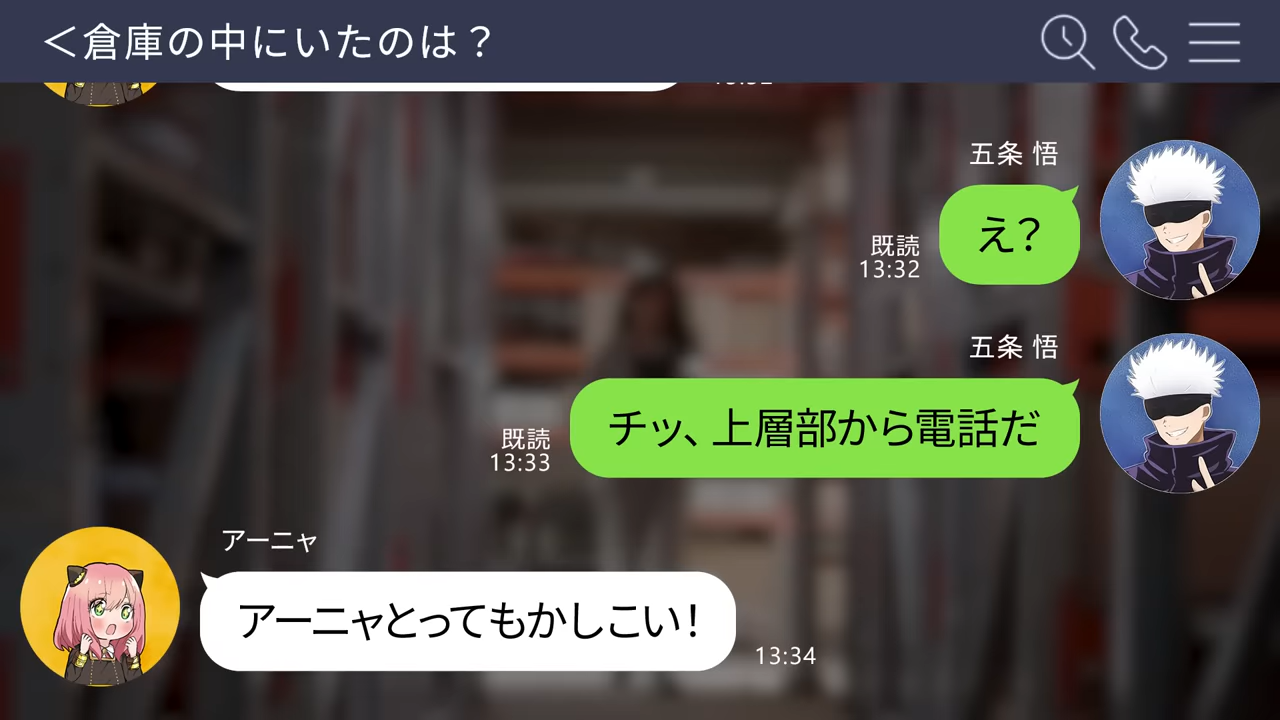 ＜倉庫の中にいたのは？
五条 悟
え？
既読
13:32
五条 悟
チッ、上層部から電話だ
既読
13:33
アーニャ
アーニャとってもかしこい！
13:34